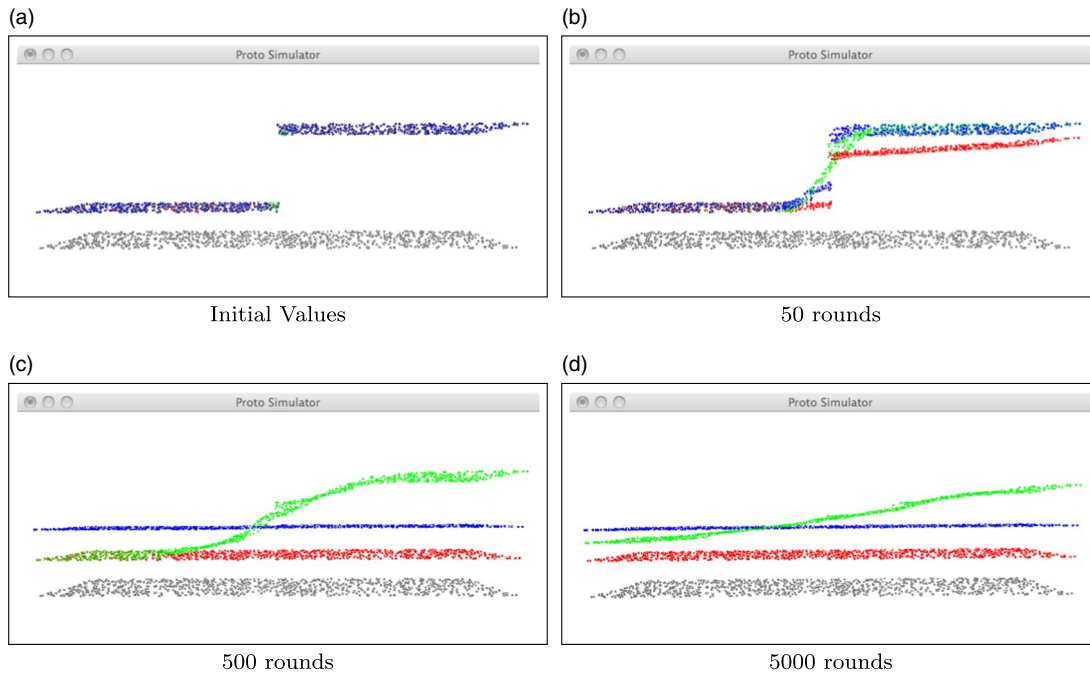 (a)
Proto Simulator
Initial Values
(b)
Proto Simulator
50 rounds
(c)
Proto Simulator
500 rounds
(d)
Proto Simulator
5000 rounds